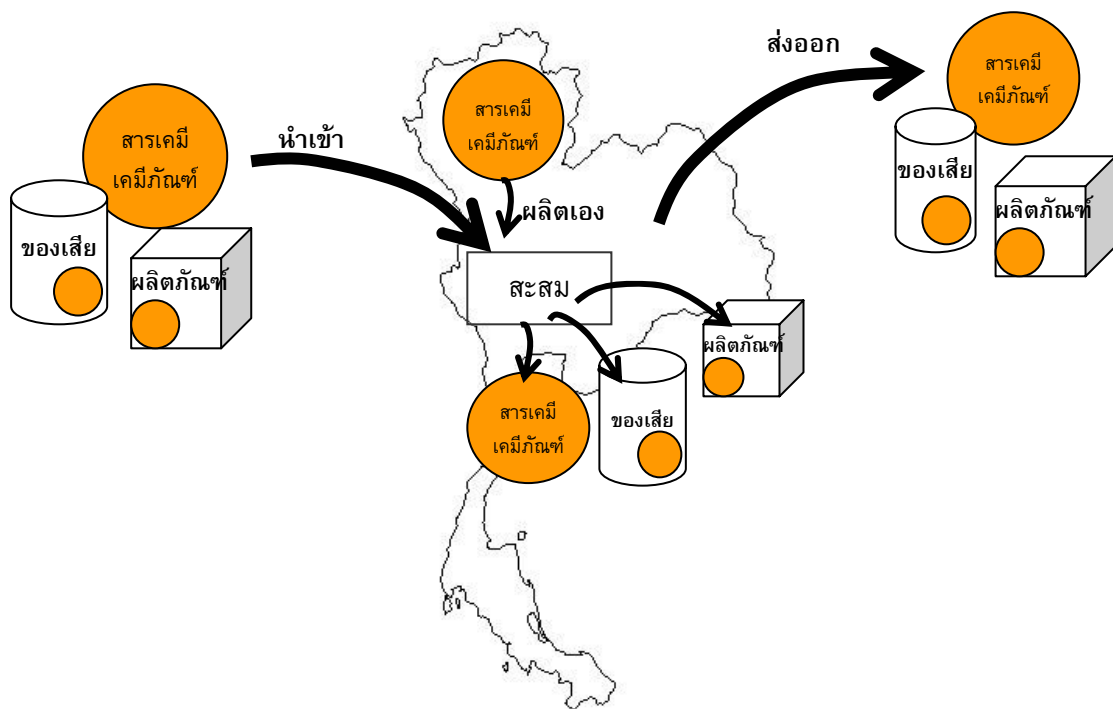 สารเคมี
เคมีภัณฑ์
ของเสีย
ผลิตภัณฑ์
นำเข้า
สารเคมี
เคมีภัณฑ์
ผลิตเอง
สะสม
สารเคมี
เคมีภัณฑ์
ของเสีย
ผลิตภัณฑ์
ส่งออก
สารเคมี
เคมีภัณฑ์
ของเสีย
ผลิตภัณฑ์